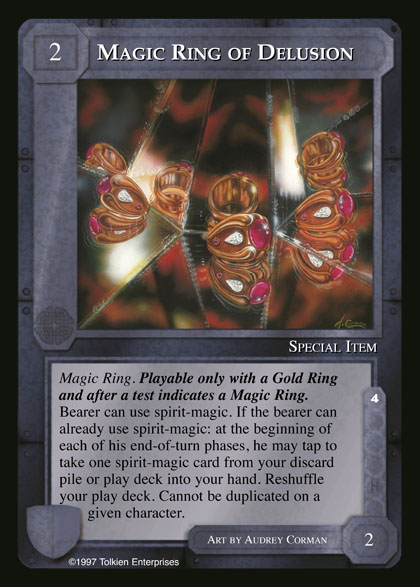 2
MAGIC RING OF DELUSION
SPECIAL ITEM
Magic Ring. Playable only with a Gold Ring
and after a test indicates a Magic Ring.
Bearer can use spirit-magic. If the bearer can
already use spirit-magic: at the beginning of
each of his end-of-turn phases, he may tap to
take one spirit-magic card from your discard
pile or play deck into your hand. Reshuffle
your play deck. Cannot be duplicated on a
given character.
4
H
ART BY AUDREY CORMAN
2
©1997 Tolkien Enterprises